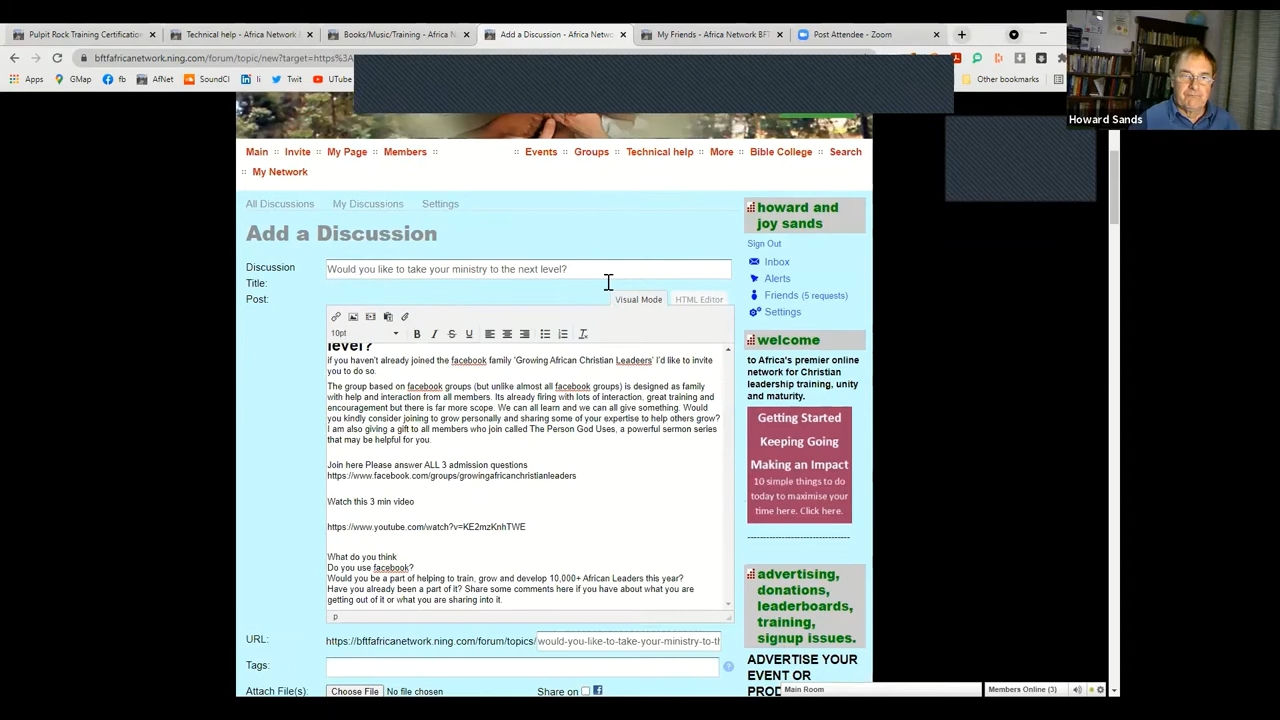 Pulpit Rock Training Certification
Technical help - Africa Network
Books/Music/Training - Africa N
Add a Discussion - Africa Netwo
My Friends - Africa Network BFT
Post Attendee - Zoom
bftfafricanetwork.ning.com/forum/topic/new?target=https%3A
Apps
GMap
fb
AfNet
SoundCl
li
Twit
UTube
Other bookmarks
Howard Sands
Main :: Invite :: My Page :: Members ::
:: Events :: Groups :: Technical help :: More :: Bible College :: Search
:: My Network
All Discussions
My Discussions
Settings
Add a Discussion
Discussion Title:
Would you like to take your ministry to the next level?
Post:
Visual Mode
HTML Editor
10pt
level?
if you haven't already joined the facebook family 'Growing African Christian Leadeers' I'd like to invite
you to do so.
The group based on facebook groups (but unlike almost all facebook groups) is designed as family
with help and interaction from all members. Its already firing with lots of interaction, great training and
encouragement but there is far more scope. We can all learn and we can all give something. Would
you kindly consider joining to grow personally and sharing some of your expertise to help others grow?
I am also giving a gift to all members who join called The Person God Uses, a powerful sermon series
that may be helpful for you.
Join here Please answer ALL 3 admission questions
https://www.facebook.com/groups/growingafricanchristianleaders
Watch this 3 min video
https://www.youtube.com/watch?v=KE2mzKnhTWE
What do you think
Do you use facebook?
Would you be a part of helping to train, grow and develop 10,000+ African Leaders this year?
Have you already been a part of it? Share some comments here if you have about what you are
getting out of it or what you are sharing into it.
p
URL:
https://bftfafricanetwork.ning.com/forum/topics/would-you-like-to-take-your-ministry-to-th
Tags:
Attach File(s):
Choose File
No file chosen
Share on
howard and
joy sands
Sign Out
Inbox
Alerts
Friends (5 requests)
Settings
welcome
to Africa's premier online
network for Christian
leadership training, unity
and maturity.
Getting Started
Keeping Going
Making an Impact
10 simple things to do
today to maximise your
time here. Click here.
----------------------------------
advertising,
donations,
leaderboards,
training,
signup issues.
ADVERTISE YOUR
EVENT OR
Main Room
Members Online (3)